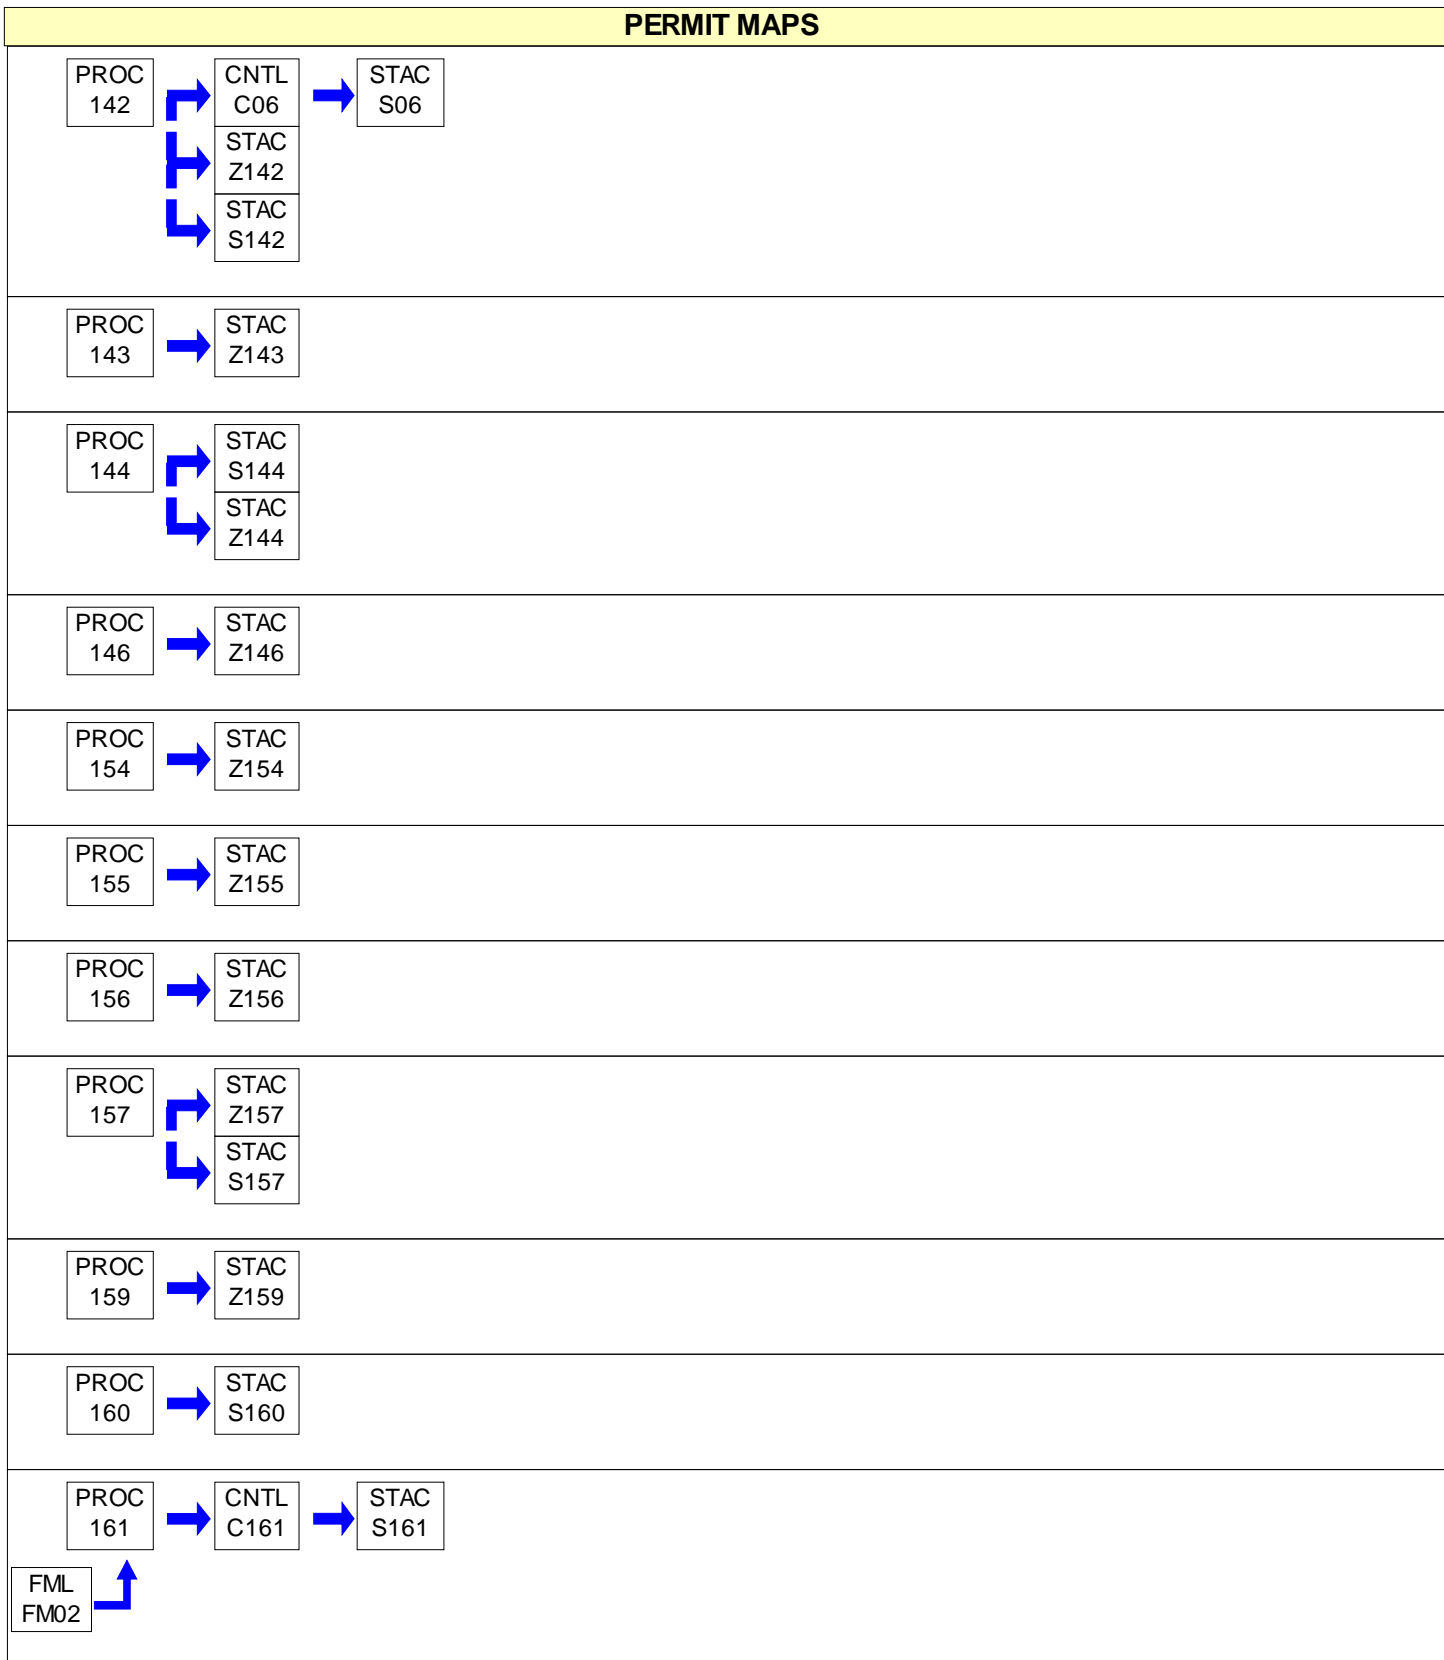 PERMIT MAPS
PROC
142
CNTL
C06
STAC
S06
STAC
Z142
STAC
S142
PROC
143
STAC
Z143
PROC
144
STAC
S144
STAC
Z144
PROC
146
STAC
Z146
PROC
154
STAC
Z154
PROC
155
STAC
Z155
PROC
156
STAC
Z156
PROC
157
STAC
Z157
STAC
S157
PROC
159
STAC
Z159
PROC
160
STAC
S160
PROC
161
CNTL
C161
STAC
S161
FML
FM02